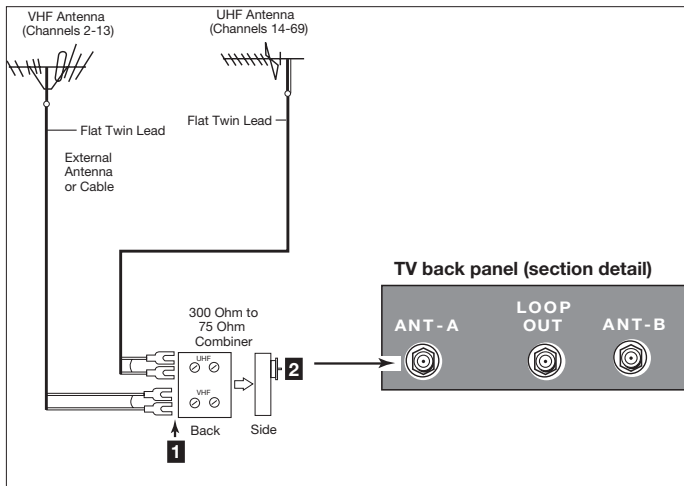 VHF Antenna
(Channels 2-13)
UHF Antenna
(Channels 14-69)
Flat Twin Lead
Flat Twin Lead
External
Antenna
or Cable
TV back panel (section detail)
ANT-A
LOOP
OUT
ANT-B
300 Ohm to
75 Ohm
Combiner
UHF
VHF
2
Back
Side
1